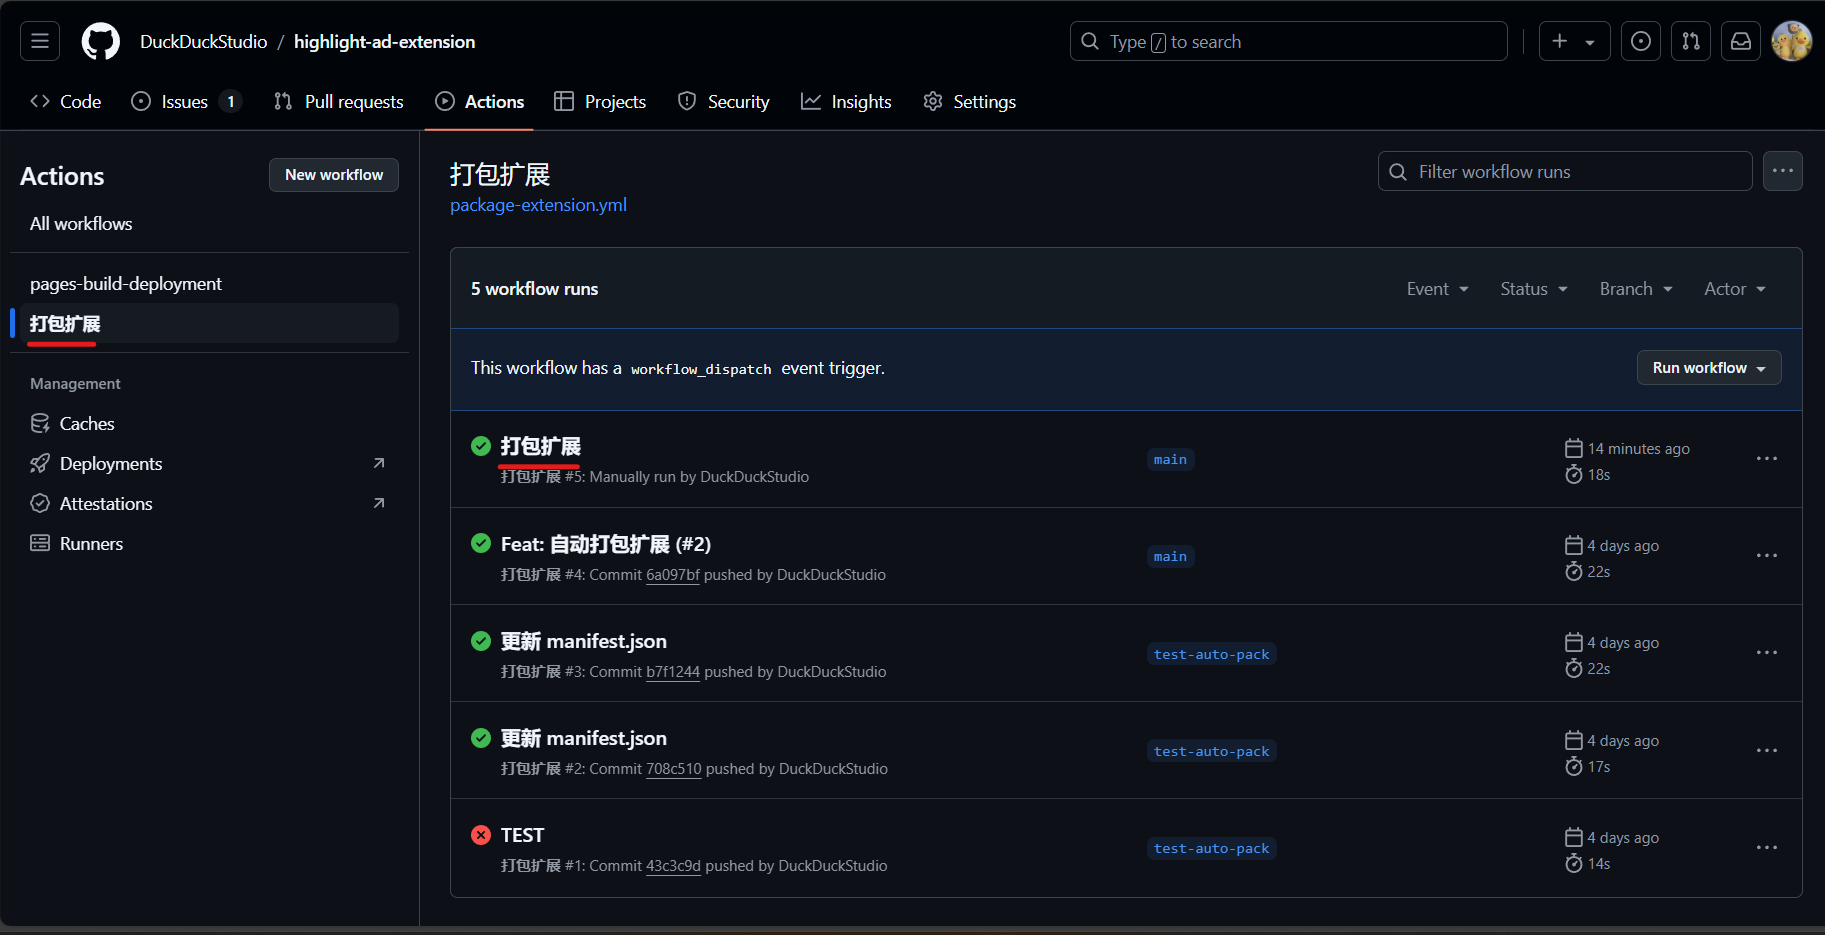 DuckDuckStudio / highlight-ad-extension
Type / to search
Code
Issues 1
Pull requests
Actions
Projects
Security
Insights
Settings
Actions
New workflow
All workflows
pages-build-deployment
打包扩展
Management
Caches
Deployments
Attestations
Runners
打包扩展
package-extension.yml
Filter workflow runs
5 workflow runs
Event
Status
Branch
Actor
This workflow has a workflow_dispatch event trigger.
Run workflow
打包扩展
打包扩展 #5: Manually run by DuckDuckStudio
main
14 minutes ago
18s
Feat: 自动打包扩展 (#2)
打包扩展 #4: Commit 6a097bf pushed by DuckDuckStudio
main
4 days ago
22s
更新 manifest.json
打包扩展 #3: Commit b7f1244 pushed by DuckDuckStudio
test-auto-pack
4 days ago
22s
更新 manifest.json
打包扩展 #2: Commit 708c510 pushed by DuckDuckStudio
test-auto-pack
4 days ago
17s
TEST
打包扩展 #1: Commit 43c3c9d pushed by DuckDuckStudio
test-auto-pack
4 days ago
14s